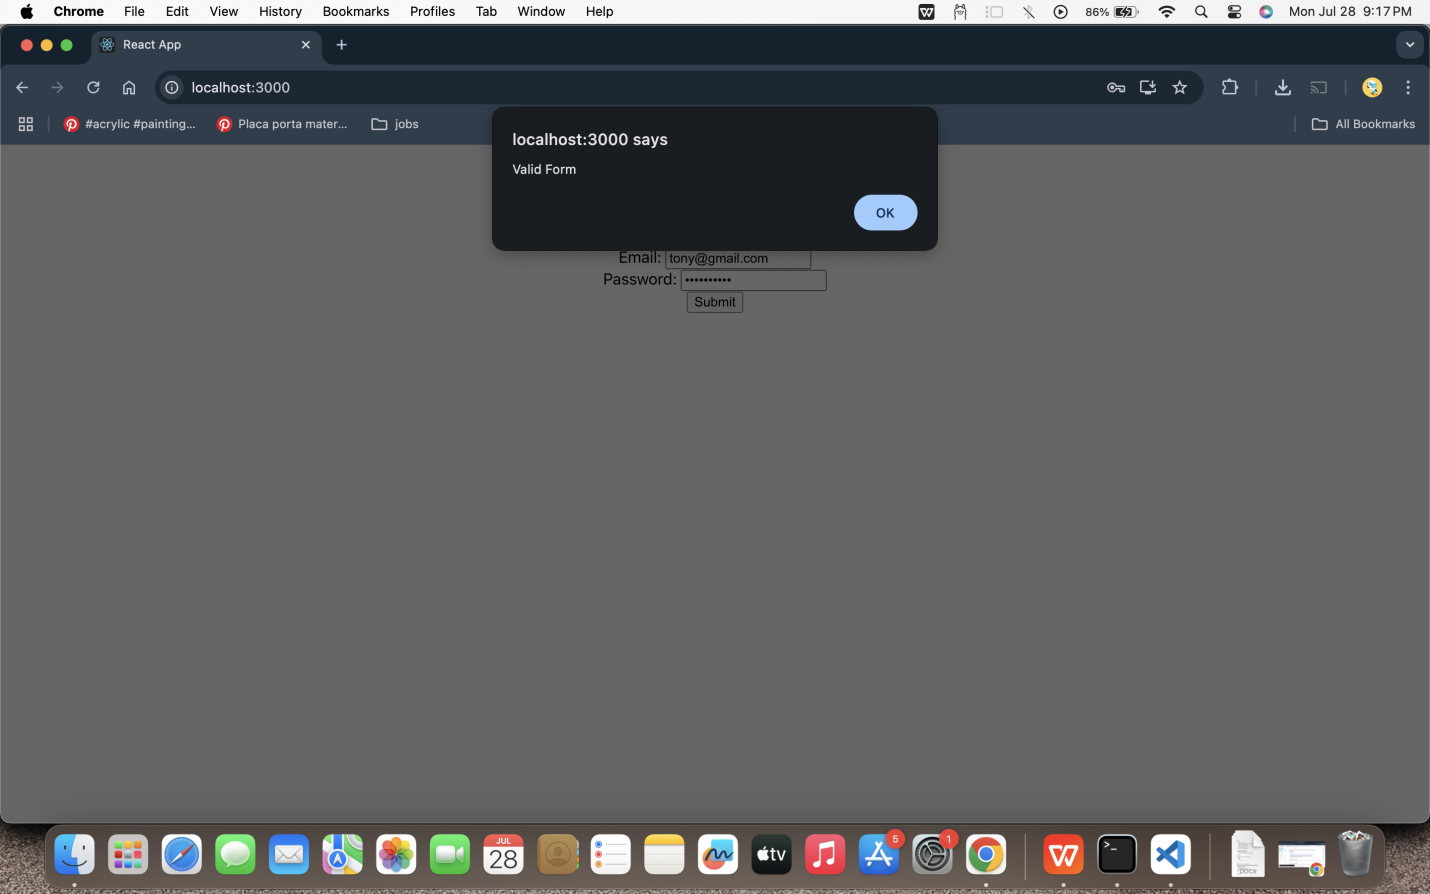 Chrome File Edit View History Bookmarks Profiles Tab Window Help 86% Mon Jul 28 9:17 PM
React App
localhost:3000
#acrylic #painting... Placa porta mater... jobs All Bookmarks
localhost:3000 says
Valid Form
OK
Email: tony@gmail.com
Password: ••••••••••
Submit
JUL
28
tv
5
1
W
>_
.DOCX